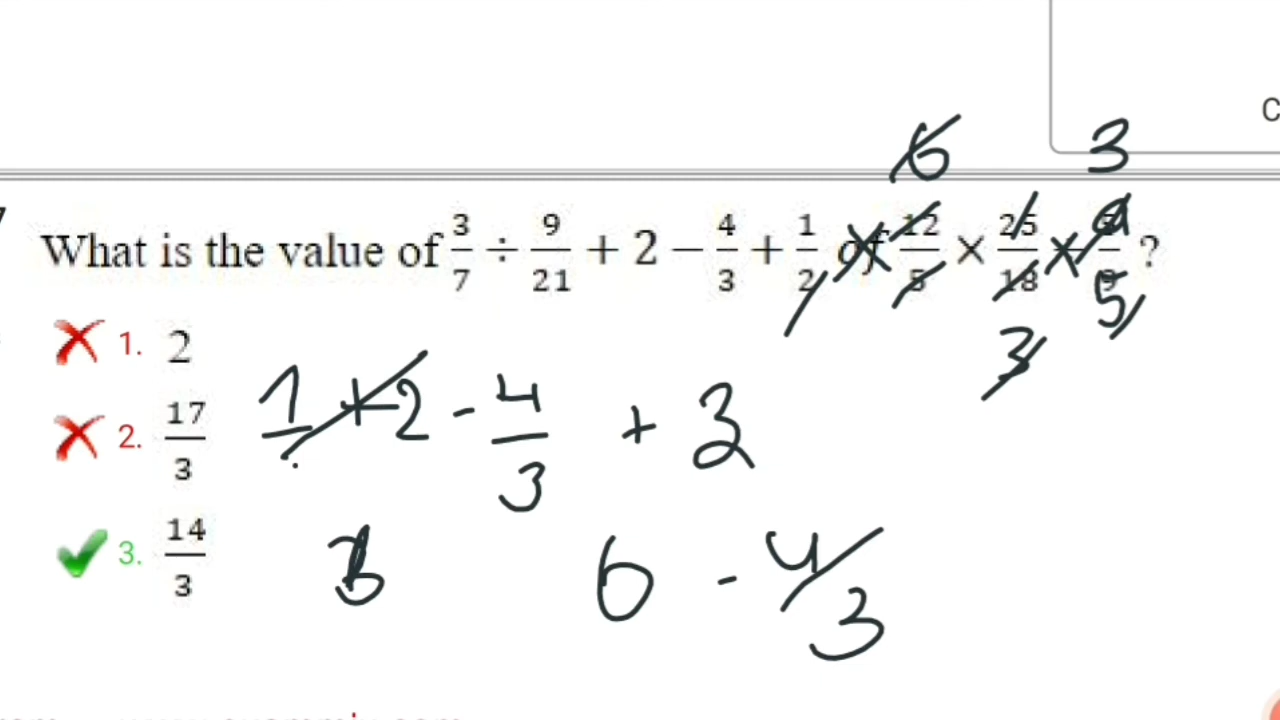 C
6 3
What is the value of 3/7 ÷ 9/21 + 2 − 4/3 + 1/2 of × 12/5 × 25/18 × 9/5 ?
3
1. 2
2. 17/3
1 + 2 - 4/3 + 3
3. 14/3
3 6 - 4/3